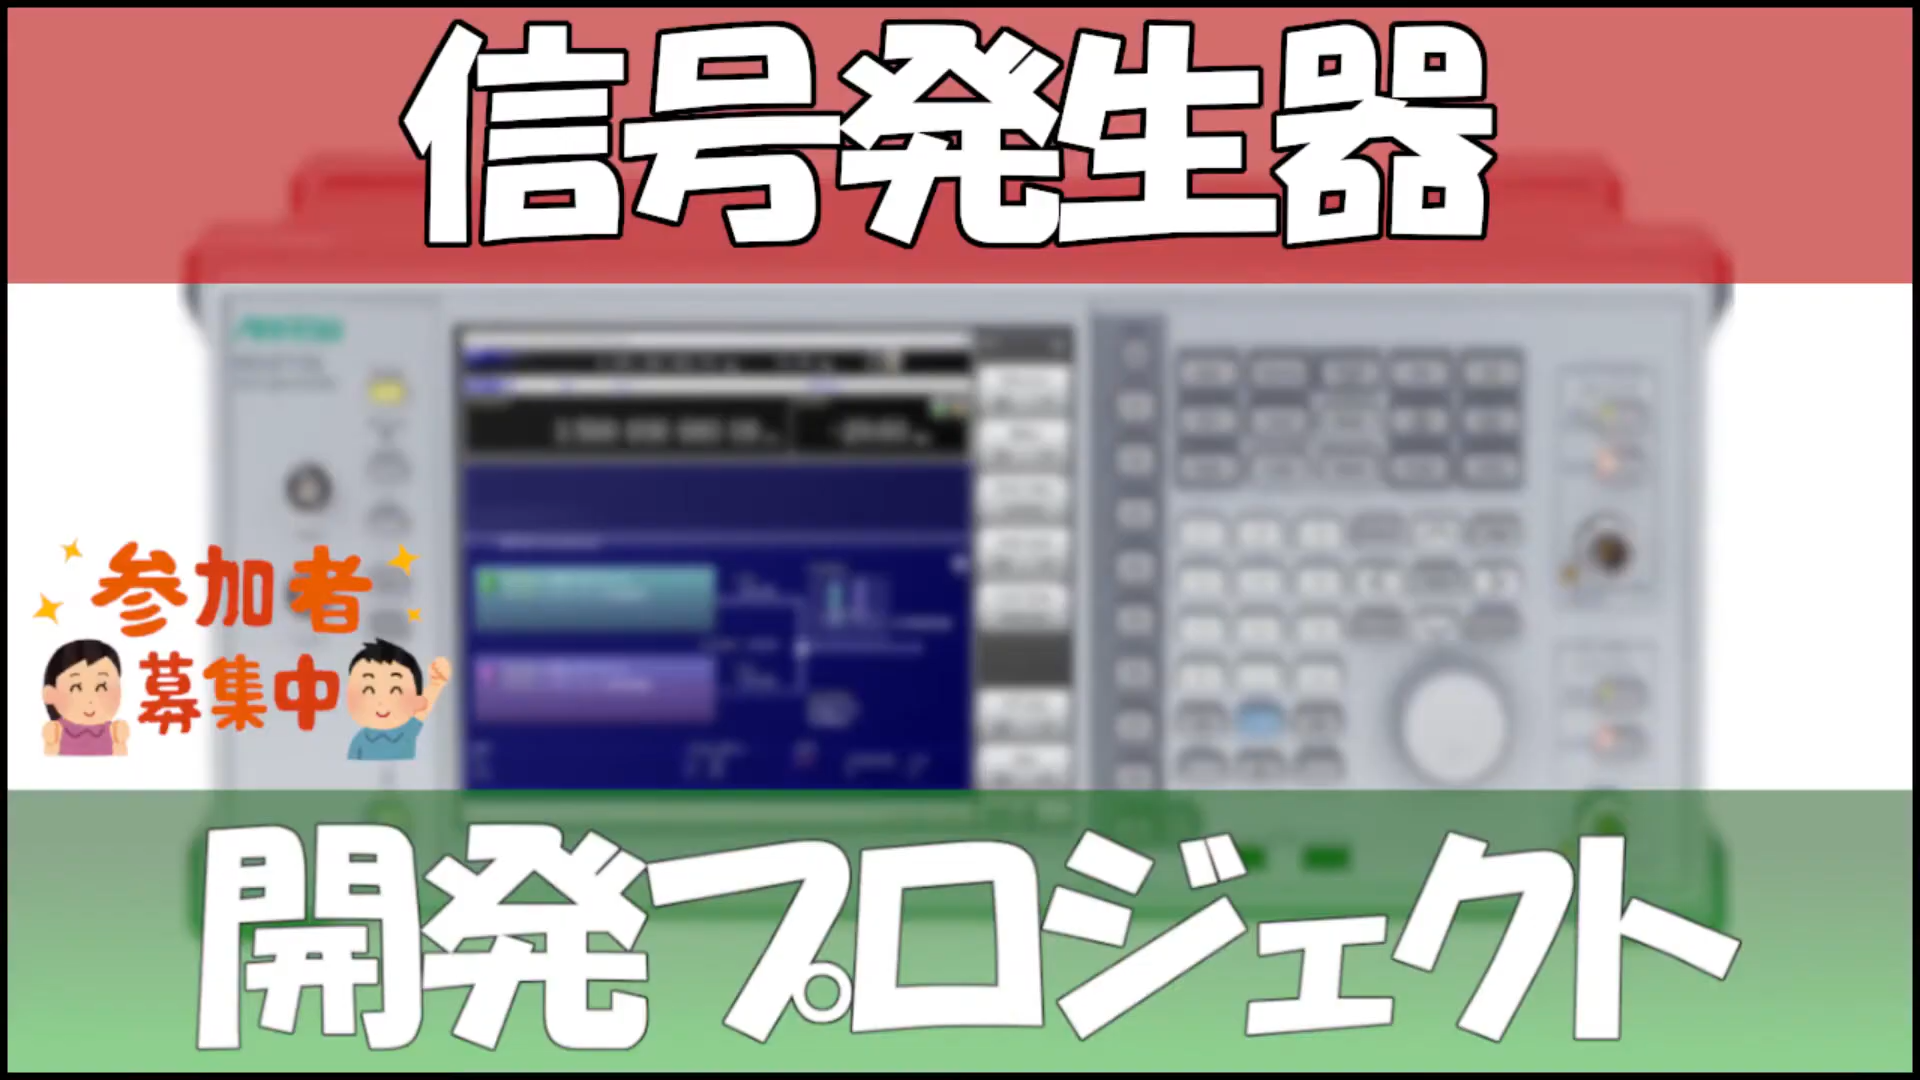 信号発生器
参加者
募集中
開発プロジェクト